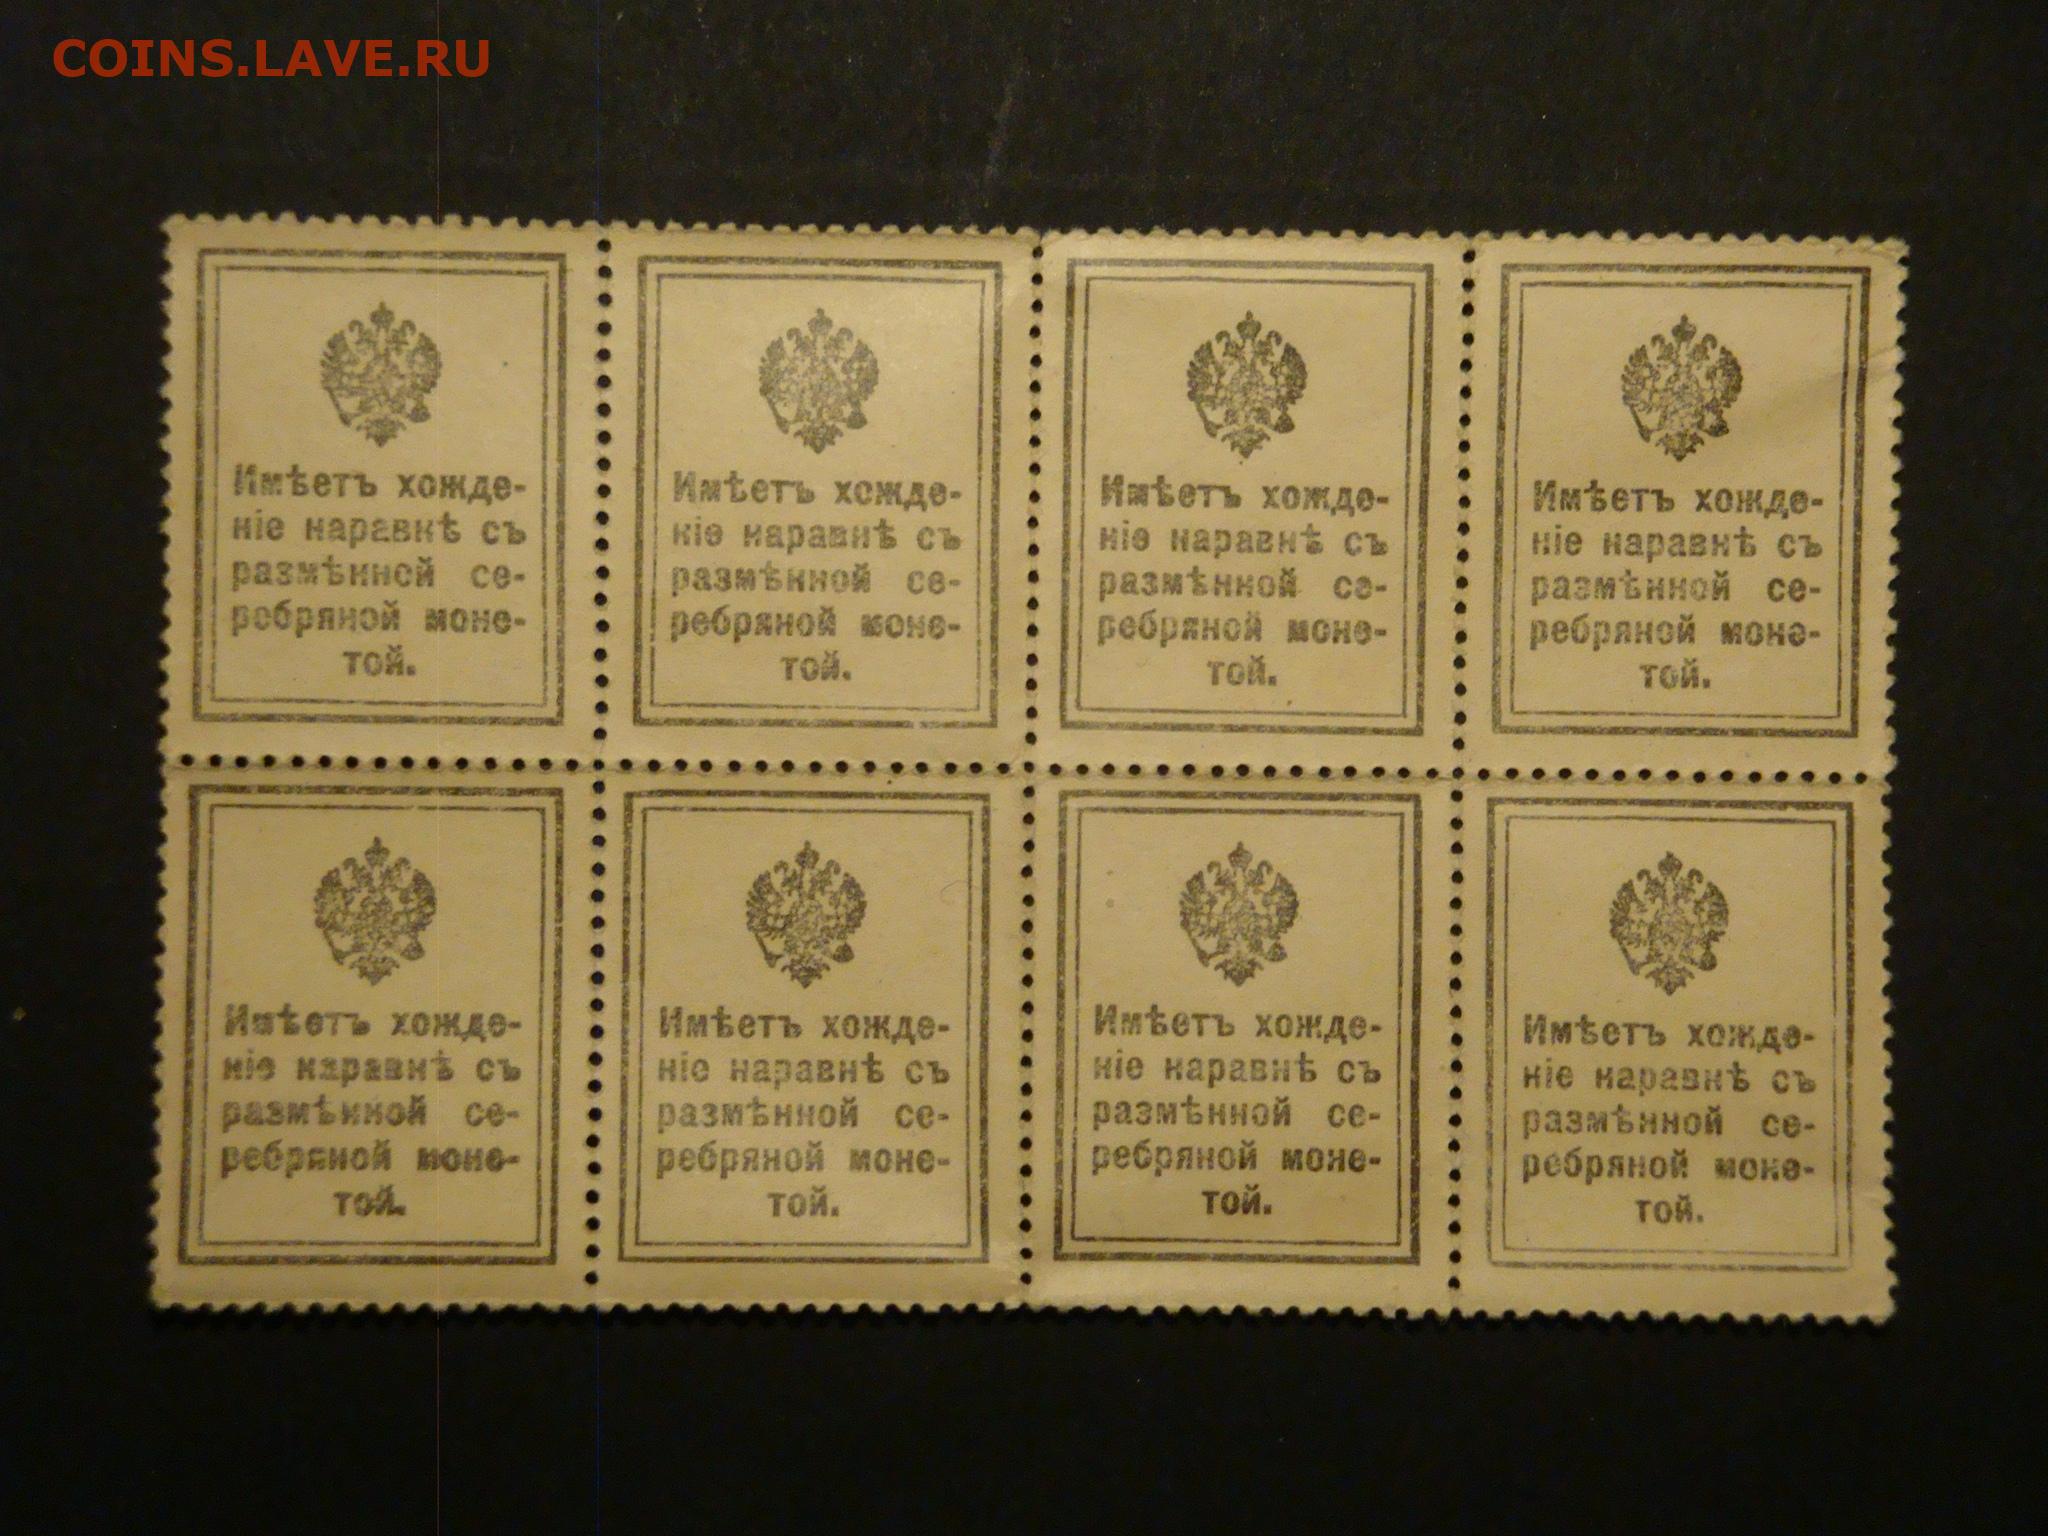 COINS.LAVE.RU
Имѣетъ хожде-
ніе наравнѣ съ
размѣнной се-
ребряной моне-
той.
Имѣетъ хожде-
ніе наравнѣ съ
размѣнной се-
ребряной моне-
той.
Имѣетъ хожде-
ніе наравнѣ съ
размѣнной се-
ребряной моне-
той.
Имѣетъ хожде-
ніе наравнѣ съ
размѣнной се-
ребряной моне-
той.
Имѣетъ хожде-
ніе наравнѣ съ
размѣнной се-
ребряной моне-
той.
Имѣетъ хожде-
ніе наравнѣ съ
размѣнной се-
ребряной моне-
той.
Имѣетъ хожде-
ніе наравнѣ съ
размѣнной се-
ребряной моне-
той.
Имѣетъ хожде-
ніе наравнѣ съ
размѣнной се-
ребряной моне-
той.